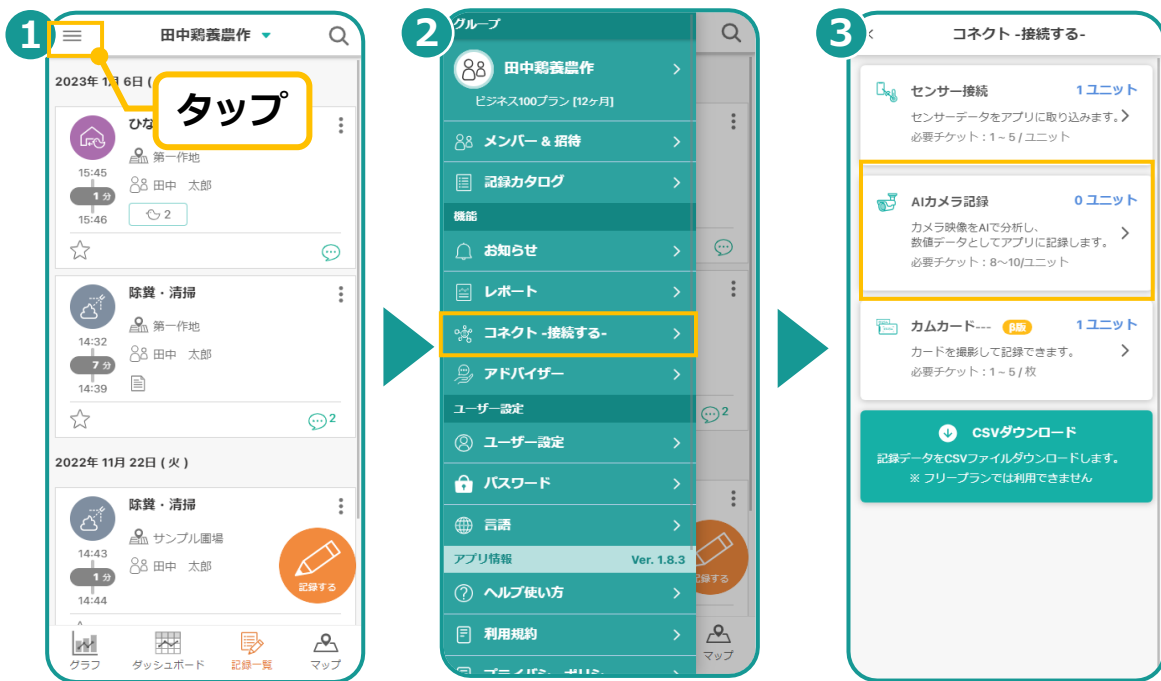 1
田中鶏養農作
2023年 1月 6日 (
タップ
ひな
第一作地
15:45
田中 太郎
1 分
15:46
2
除糞・清掃
第一作地
14:32
田中 太郎
7 分
14:39
2
2022年 11月 22日 ( 火 )
除糞・清掃
サンプル圃場
14:43
田中 太郎
1 分
14:44
記録する
グラフ
ダッシュボード
記録一覧
マップ
2
グループ
田中鶏養農作
ビジネス100プラン [12ヶ月]
メンバー & 招待
記録カタログ
機能
お知らせ
レポート
コネクト -接続する-
アドバイザー
ユーザー設定
ユーザー設定
パスワード
言語
アプリ情報 Ver. 1.8.3
ヘルプ使い方
利用規約
2
記録する
マップ
3
コネクト -接続する-
センサー接続 1 ユニット
センサーデータをアプリに取り込みます。
必要チケット：1 ~ 5 / ユニット
AIカメラ記録 0 ユニット
カメラ映像をAIで分析し、
数値データとしてアプリに記録します。
必要チケット：8～10/ユニット
カムカード--- β版 1 ユニット
カードを撮影して記録できます。
必要チケット：1 ~ 5 / 枚
CSVダウンロード
記録データをCSVファイルダウンロードします。
※ フリープランでは利用できません